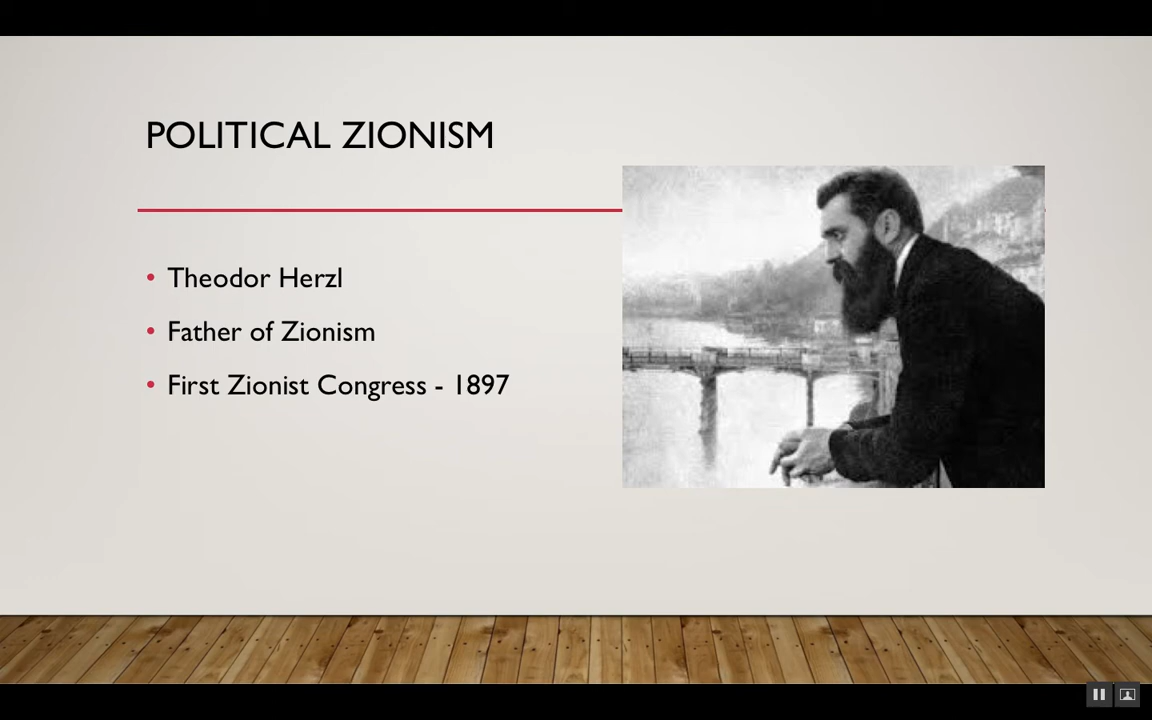 POLITICAL ZIONISM
• Theodor Herzl
• Father of Zionism
• First Zionist Congress - 1897